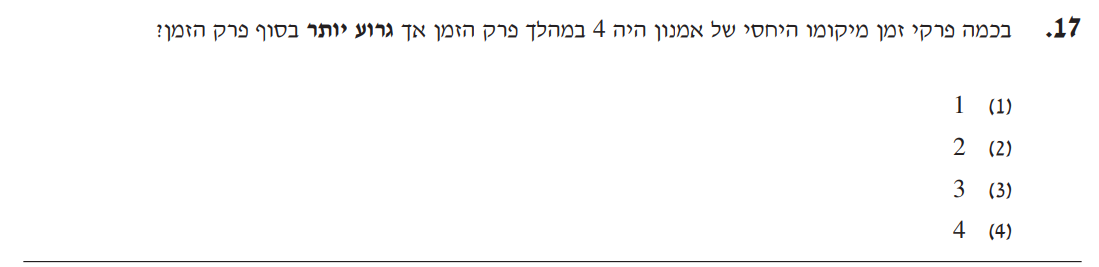 17. בכמה פרקי זמן מיקומו היחסי של אמנון היה 4 במהלך פרק הזמן אך גרוע יותר בסוף פרק הזמן?
(1) 1
(2) 2
(3) 3
(4) 4